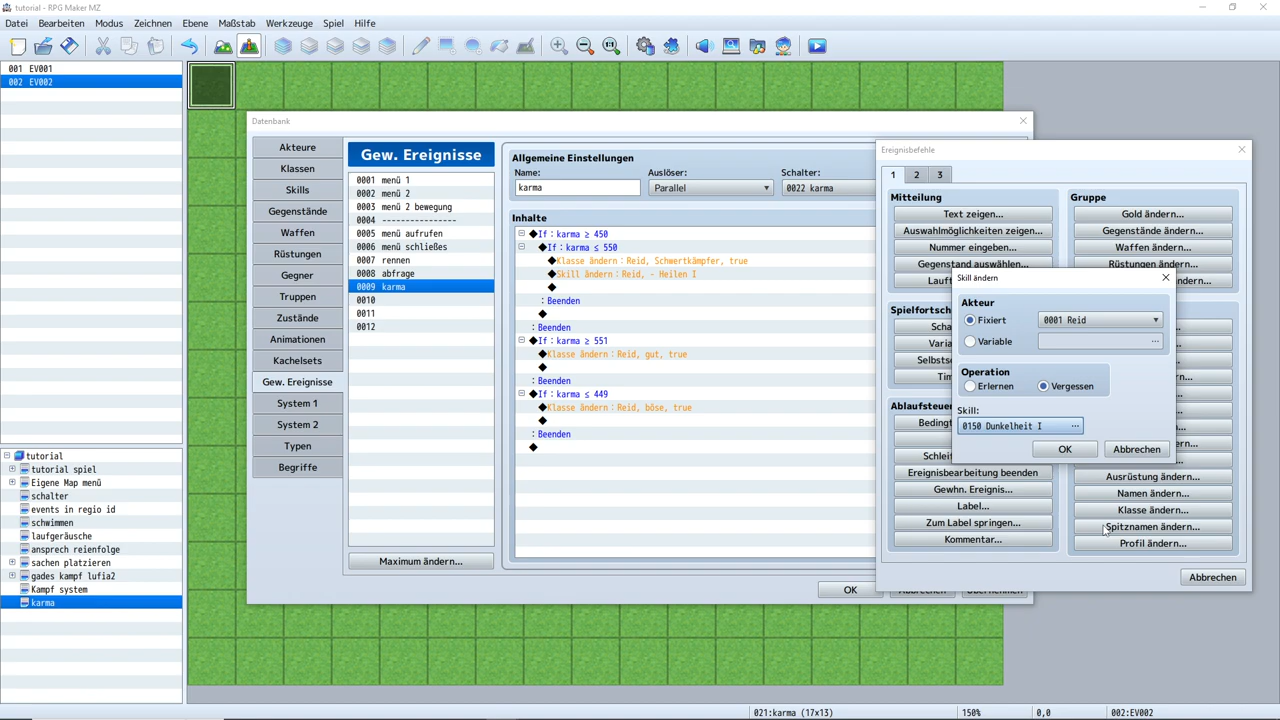 tutorial - RPG Maker MZ
Datei Bearbeiten Modus Zeichnen Ebene Maßstab Werkzeuge Spiel Hilfe
001 EV001
002 EV002
Datenbank
Akteure
Klassen
Skills
Gegenstände
Waffen
Rüstungen
Gegner
Truppen
Zustände
Animationen
Kachelsets
Gew. Ereignisse
System 1
System 2
Typen
Begriffe
Gew. Ereignisse
0001 menü 1
0002 menü 2
0003 menü 2 bewegung
0004 ----------------
0005 menü aufrufen
0006 menü schließes
0007 rennen
0008 abfrage
0009 karma
0010
0011
0012
Maximum ändern...
Allgemeine Einstellungen
Name: Auslöser: Schalter:
karma Parallel 0022 karma
Inhalte
◆If：karma ≥ 450
◆If：karma ≤ 550
◆Klasse ändern：Reid, Schwertkämpfer, true
◆Skill ändern：Reid, - Heilen I
◆
：Beenden
◆
：Beenden
◆If：karma ≥ 551
◆Klasse ändern：Reid, gut, true
◆
：Beenden
◆If：karma ≤ 449
◆Klasse ändern：Reid, böse, true
◆
：Beenden
◆
OK
Ereignisbefehle
1 2 3
Mitteilung
Text zeigen...
Auswahlmöglichkeiten zeigen...
Nummer eingeben...
Gegenstand auswählen...
Gruppe
Gold ändern...
Gegenstände ändern...
Waffen ändern...
Rüstungen ändern...
Ereignisbearbeitung beenden
Gewhn. Ereignis...
Label...
Zum Label springen...
Kommentar...
Ausrüstung ändern...
Namen ändern...
Klasse ändern...
Spitznamen ändern...
Profil ändern...
Abbrechen
Skill ändern
Akteur
Fixiert 0001 Reid
Variable
Operation
Erlernen Vergessen
Skill:
0150 Dunkelheit I ...
OK Abbrechen
tutorial
tutorial spiel
Eigene Map menü
schalter
events in regio id
schwimmen
laufgeräusche
ansprech reienfolge
sachen platzieren
gades kampf lufia2
Kampf system
karma
021:karma (17x13) 150% 0,0 002:EV002